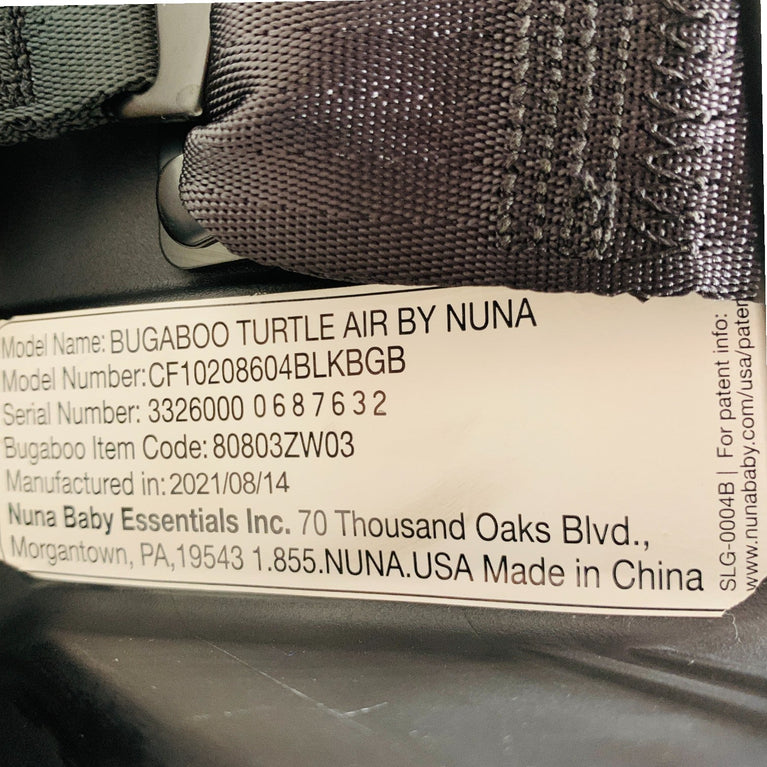 Model Name: BUGABOO TURTLE AIR BY NUNA
Model Number:CF10208604BLKBGB
Serial Number: 3326000 0687632
Bugaboo Item Code: 80803ZW03
Manufactured in: 2021/08/14
Nuna Baby Essentials Inc. 70 Thousand Oaks Blvd.,
Morgantown, PA,19543 1.855.NUNA.USA Made in China
SLG-0004B | For patent info:
www.nunababy.com/usa/paten